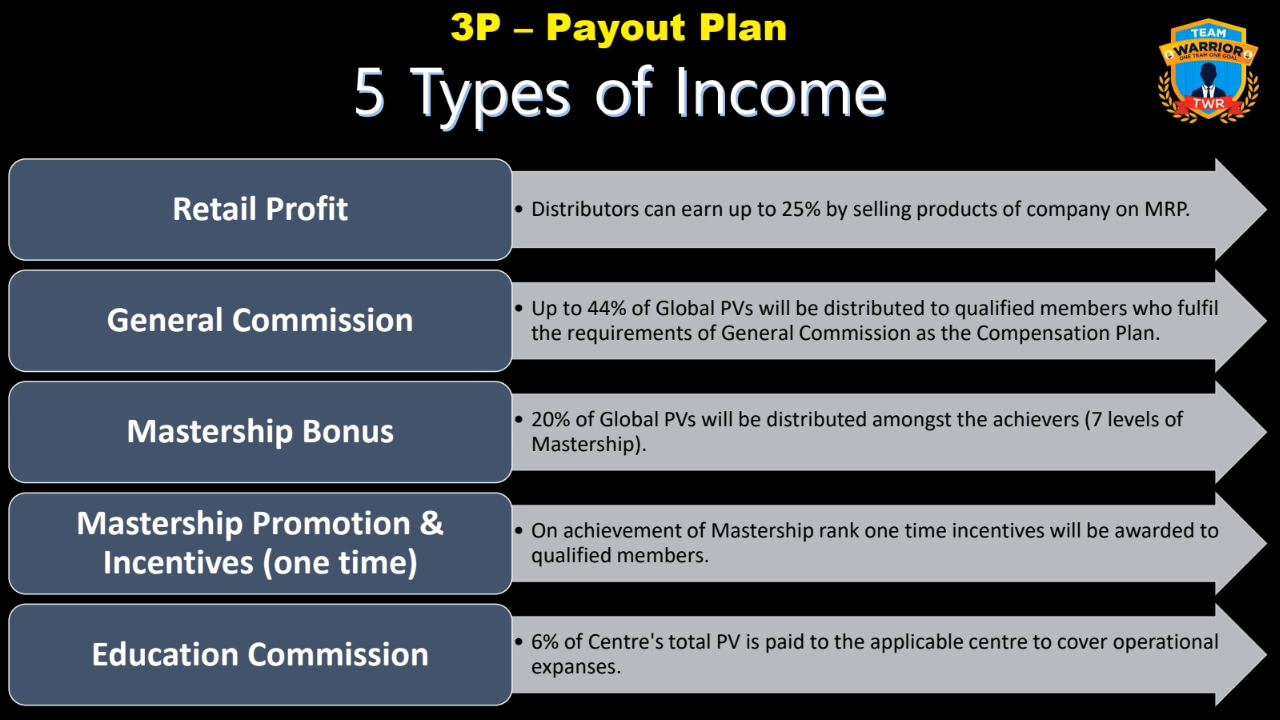 3P – Payout Plan
5 Types of Income
TEAM
WARRIOR
ONE TEAM ONE GOAL
TWR
Retail Profit
• Distributors can earn up to 25% by selling products of company on MRP.
General Commission
• Up to 44% of Global PVs will be distributed to qualified members who fulfil
the requirements of General Commission as the Compensation Plan.
Mastership Bonus
• 20% of Global PVs will be distributed amongst the achievers (7 levels of
Mastership).
Mastership Promotion &
Incentives (one time)
• On achievement of Mastership rank one time incentives will be awarded to
qualified members.
Education Commission
• 6% of Centre's total PV is paid to the applicable centre to cover operational
expanses.